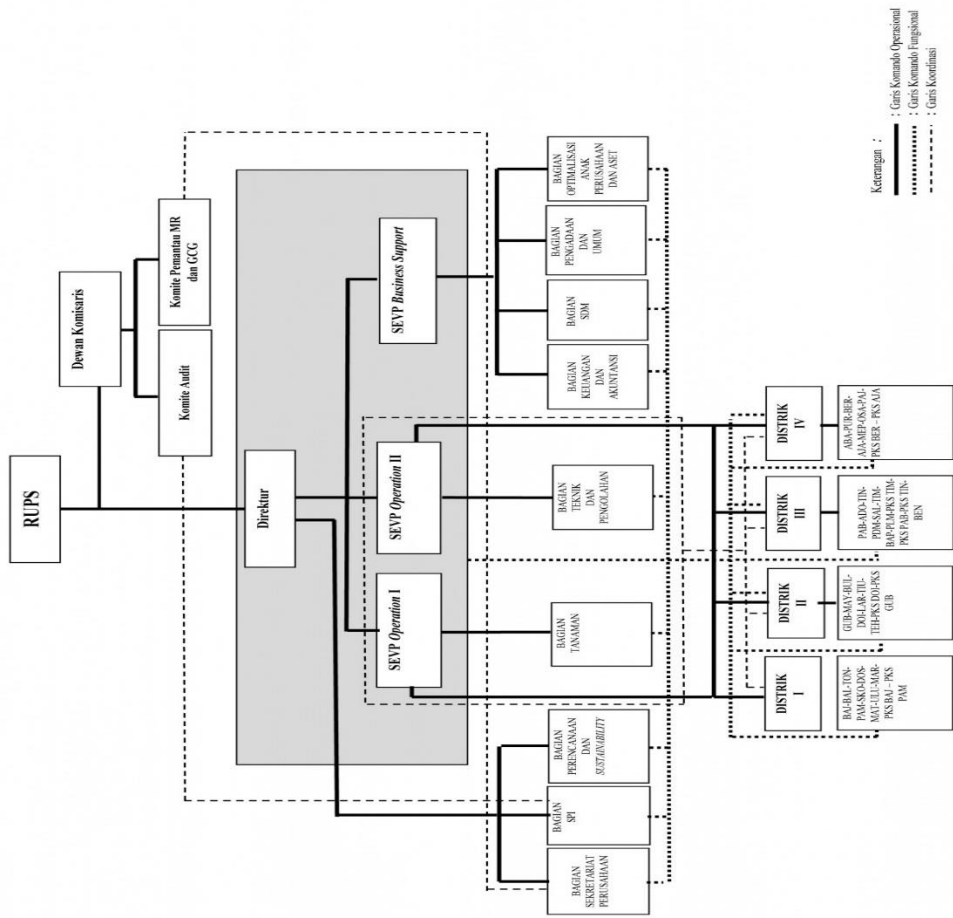 RUPS
Dewan Komisaris
Komite Audit
Komite Pemantau MR
dan GCG
Direktur
SEVP Operation I
SEVP Operation II
SEVP Business Support
BAGIAN
SEKRETARIAT
PERUSAHAAN
BAGIAN
SPI
BAGIAN
PERENCANAAN
DAN
SUSTAINABILITY
BAGIAN
TANAMAN
BAGIAN
TEKNIK
DAN
PENGOLAHAN
BAGIAN
KEUANGAN
DAN
AKUNTANSI
BAGIAN
SDM
BAGIAN
PENGADAAN
DAN
UMUM
BAGIAN
OPTIMALISASI
ANAK
PERUSAHAAN
DAN ASET
DISTRIK
I
DISTRIK
II
DISTRIK
III
DISTRIK
IV
BAJ-BAL-TON-
PAM-SKO-DOS-
MAT-ULU-MAR-
PKS BAJ – PKS
PAM
GUB-MAY-BUL-
DOI-LAR-TIU-
TEH-PKS DOI-PKS
GUB
PAB-ADO-TIN-
PDM-SAL-TIM-
BAP-PLM-PKS TIM-
PKS PAB-PKS TIN-
BEN
ABA-PUR-BER-
AJA-MEP-OSA-PAJ-
PKS BER – PKS AJA
Keterangan :
: Garis Komando Operasional
: Garis Komando Fungsional
: Garis Koordinasi